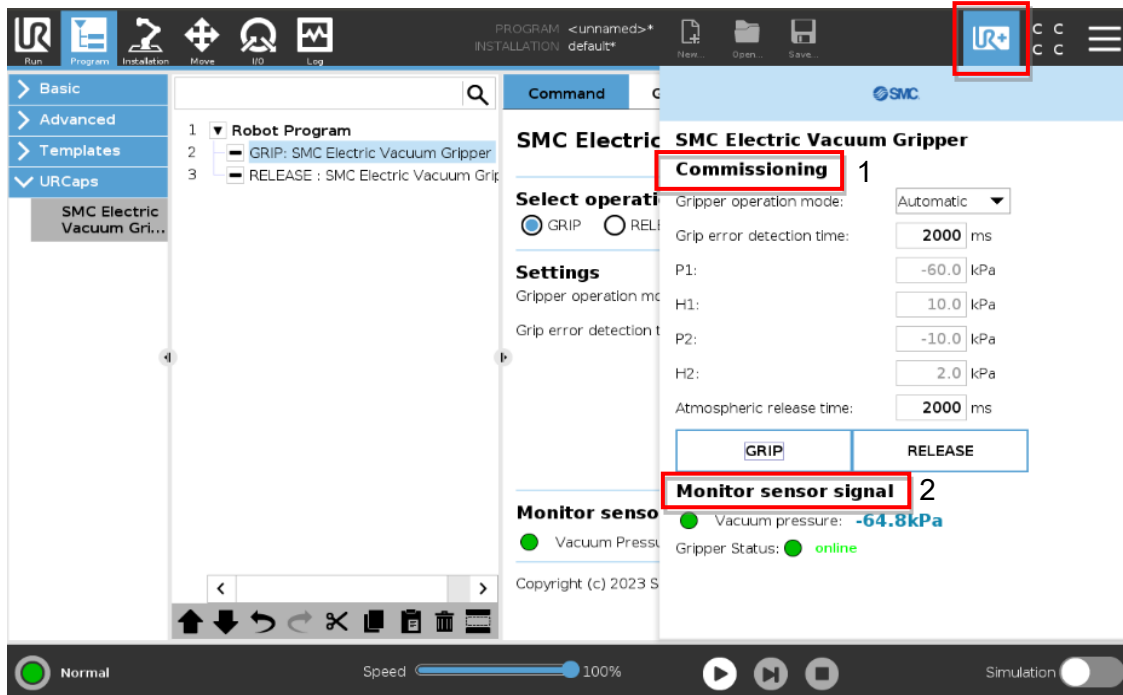 PROGRAM <unnamed>*
INSTALLATION default*
Run Program Installation Move I/O Log
New... Open... Save...
UR+
C C
C C
Basic
Advanced
Templates
URCaps
SMC Electric
Vacuum Gri...
1 Robot Program
2 GRIP: SMC Electric Vacuum Gripper
3 RELEASE : SMC Electric Vacuum Grip
Command G
SMC Electric
Select operati
GRIP RELE
Settings
Gripper operation mo
Grip error detection t
Monitor senso
Vacuum Pressu
Copyright (c) 2023 S
SMC
SMC Electric Vacuum Gripper
Commissioning 1
Gripper operation mode: Automatic
Grip error detection time: 2000 ms
P1: -60.0 kPa
H1: 10.0 kPa
P2: -10.0 kPa
H2: 2.0 kPa
Atmospheric release time: 2000 ms
GRIP RELEASE
Monitor sensor signal 2
Vacuum pressure: -64.8kPa
Gripper Status: online
Normal
Speed 100%
Simulation